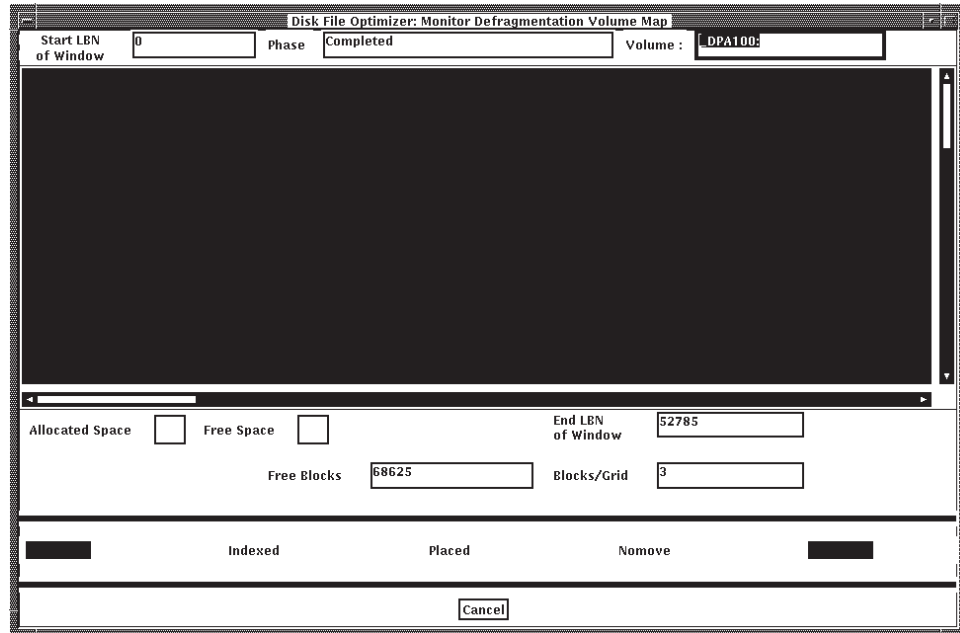 Disk File Optimizer: Monitor Defragmentation Volume Map
Start LBN
of Window
0
Phase
Completed
Volume :
_DPA100:
Allocated Space
Free Space
End LBN
of Window
52785
Free Blocks
68625
Blocks/Grid
3
Indexed
Placed
Nomove
Cancel